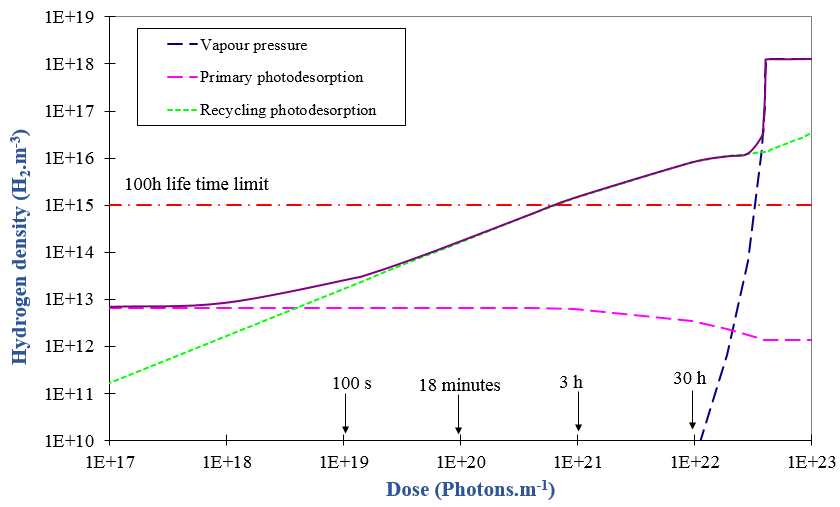 1E+19
1E+18
1E+17
1E+16
1E+15
1E+14
1E+13
1E+12
1E+11
1E+10
Hydrogen density (H₂.m⁻³)
Vapour pressure
Primary photodesorption
Recycling photodesorption
100h life time limit
100 s
18 minutes
3 h
30 h
1E+17 1E+18 1E+19 1E+20 1E+21 1E+22 1E+23
Dose (Photons.m⁻¹)